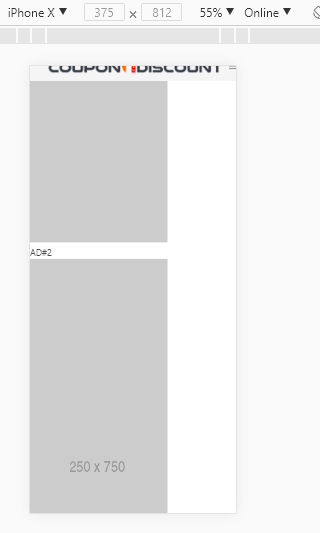 iPhone X ▼ 375 × 812 55% ▼ Online ▼
COUPON DISCOUNT
AD#2
250 x 750